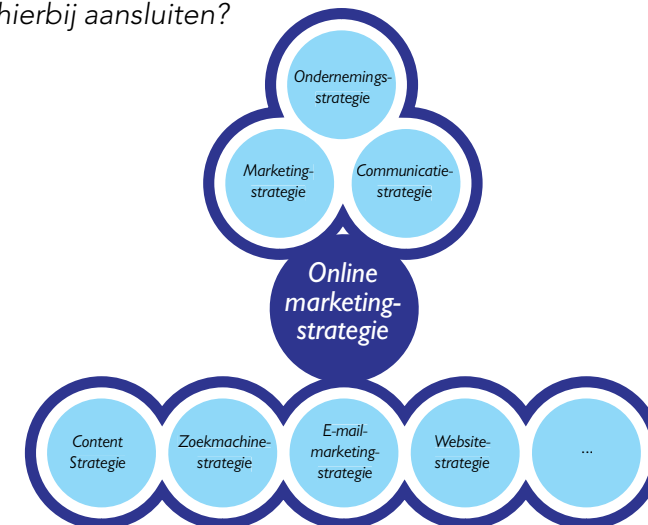 hierbij aansluiten?
Ondernemings-
strategie
Marketing-
strategie
Communicatie-
strategie
Online
marketing-
strategie
Content
Strategie
Zoekmachine-
strategie
E-mail-
marketing-
strategie
Website-
strategie
...